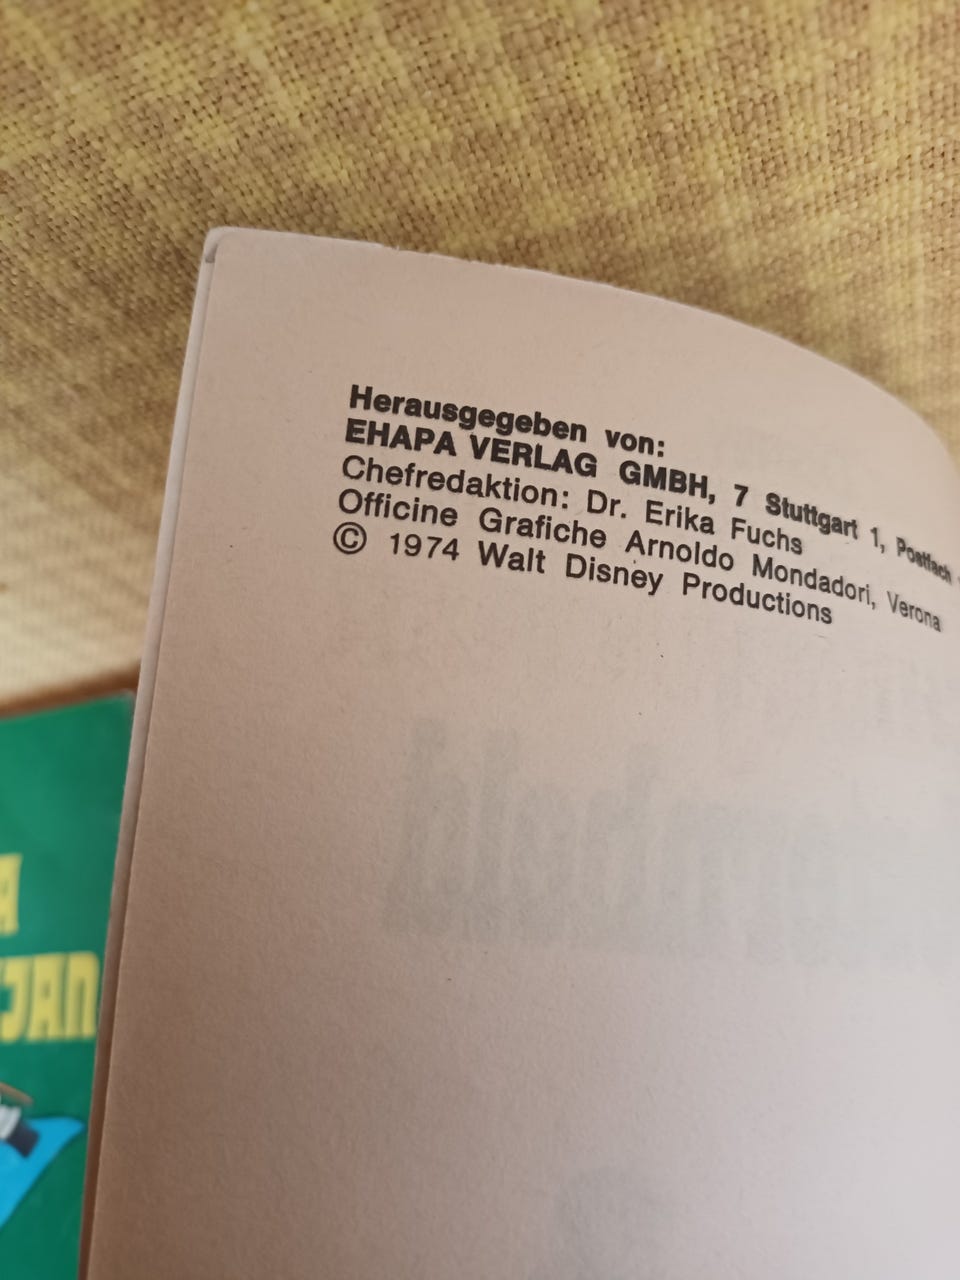 Herausgegeben von:
EHAPA VERLAG GMBH, 7 Stuttgart 1, Postfach
Chefredaktion: Dr. Erika Fuchs
Officine Grafiche Arnoldo Mondadori, Verona
© 1974 Walt Disney Productions
A
JAN